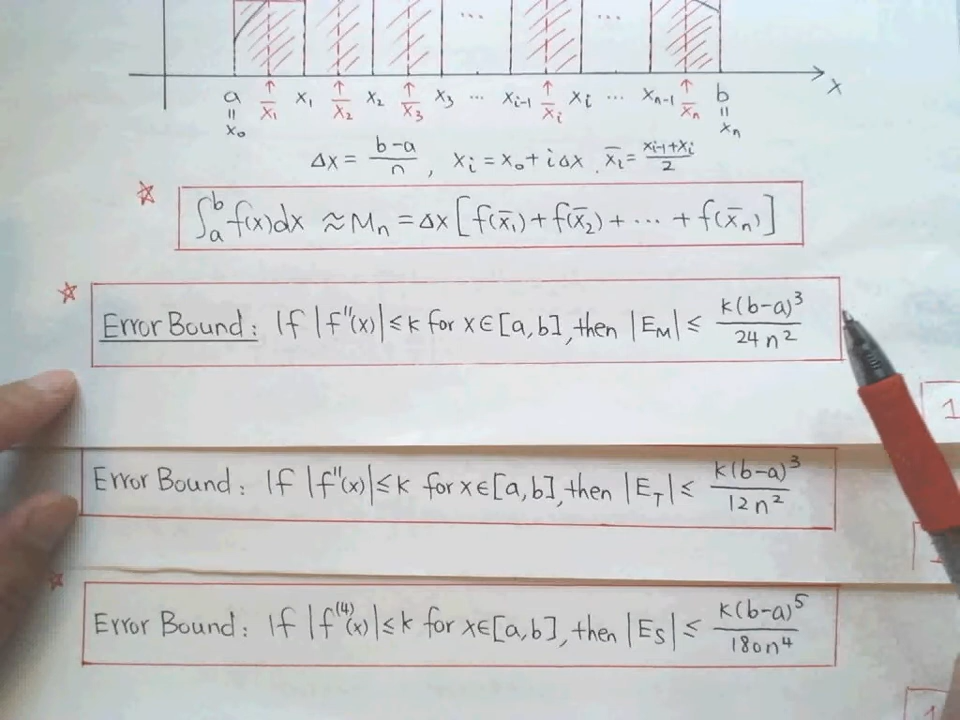 ... ...
a x̄₁ x₁ x̄₂ x₂ x̄₃ x₃ ... xᵢ₋₁ x̄ᵢ xᵢ ... xₙ₋₁ x̄ₙ b x
= x₀ = xₙ
Δx = (b-a)/n , xᵢ = x₀ + iΔx . x̄ᵢ = (xᵢ₋₁+xᵢ)/2
∫ₐᵇ f(x)dx ≈ Mₙ = Δx [f(x̄₁) + f(x̄₂) + ... + f(x̄ₙ)]
Error Bound: If |f''(x)| ≤ k for x∈[a,b], then |E_M| ≤ k(b-a)³/24n²
1
Error Bound: If |f''(x)| ≤ k for x∈[a,b], then |E_T| ≤ k(b-a)³/12n²
Error Bound: If |f⁽⁴⁾(x)| ≤ k for x∈[a,b], then |E_S| ≤ k(b-a)⁵/180n⁴